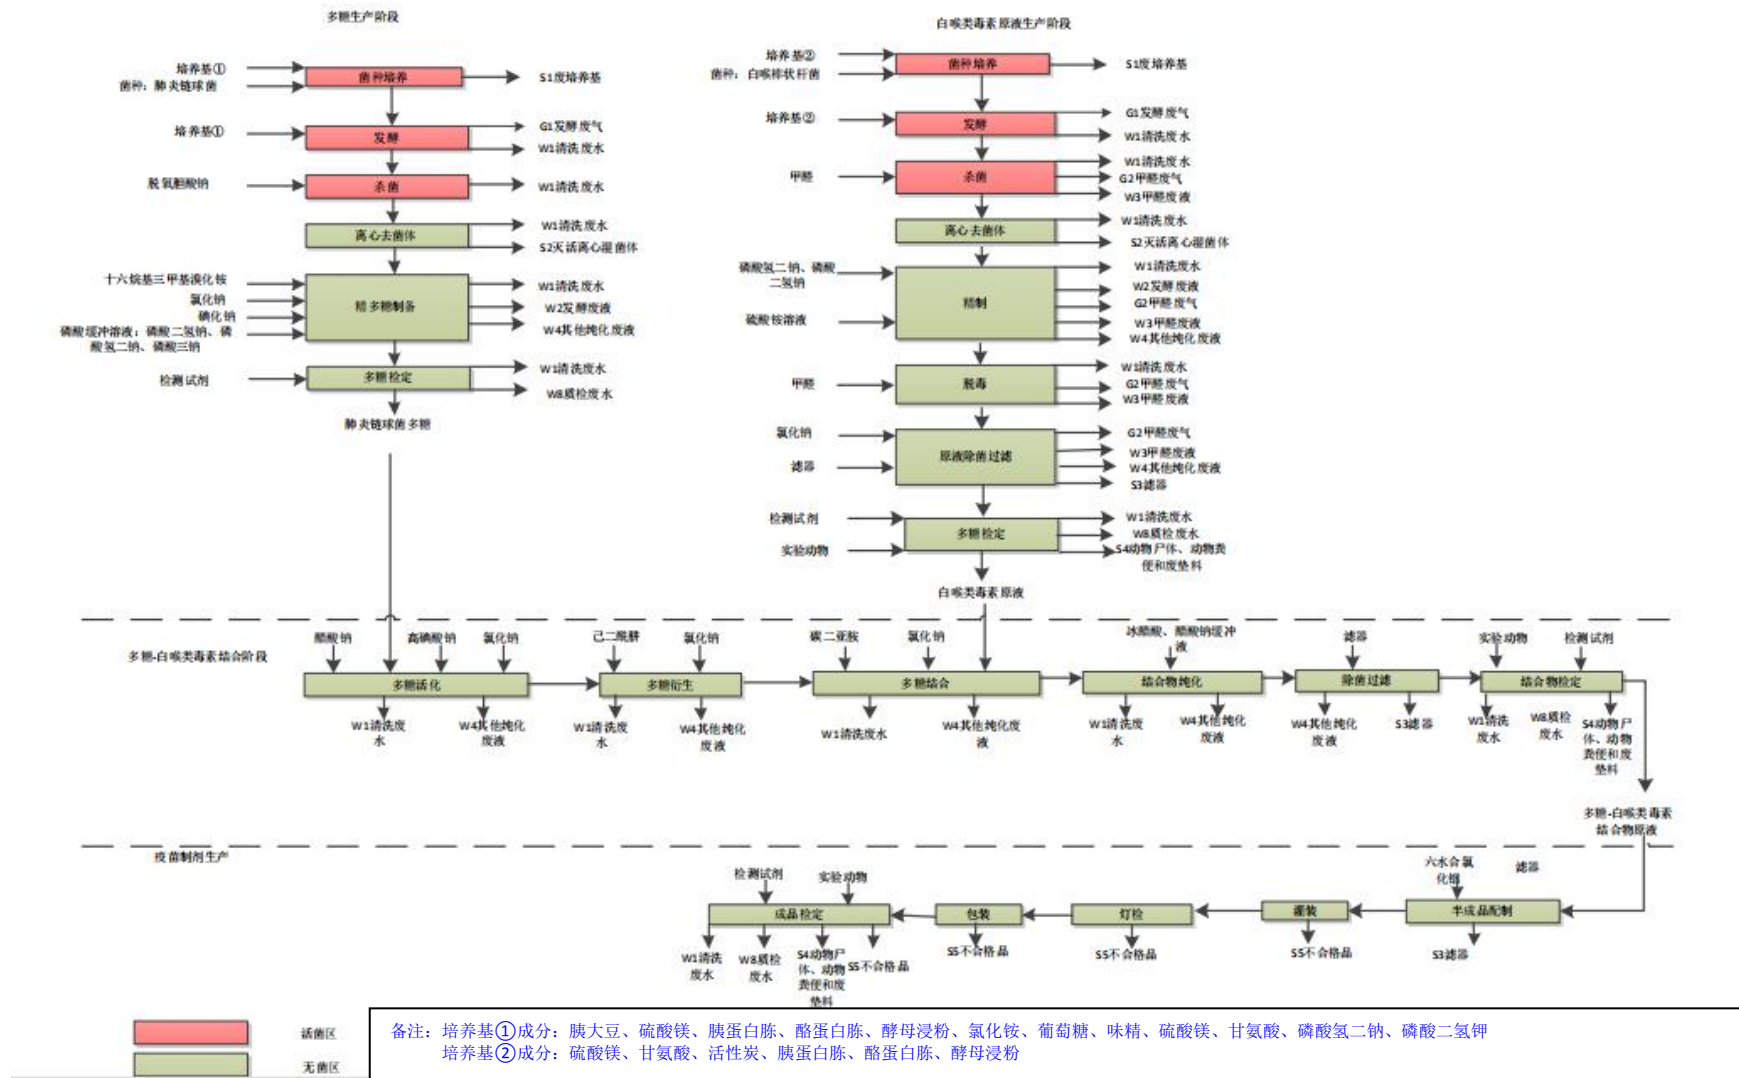 多糖生产阶段
培养基①
菌种：肺炎链球菌
菌种培养
S1废培养基
培养基①
发酵
G1发酵废气
W1清洗废水
脱氧胆酸钠
杀菌
W1清洗废水
离心去菌体
W1清洗废水
S2灭活离心湿菌体
十六烷基三甲基溴化铵
氯化钠
碘化钠
磷酸缓冲溶液：磷酸二氢钠、磷
酸氢二钠、磷酸三钠
精多糖制备
W1清洗废水
W2发酵废液
W4其他纯化废液
检测试剂
多糖检定
W1清洗废水
W8质检废水
肺炎链球菌多糖
白喉类毒素原液生产阶段
培养基②
菌种：白喉棒状杆菌
菌种培养
S1废培养基
培养基②
发酵
G1发酵废气
W1清洗废水
甲醛
杀菌
W1清洗废水
G2甲醛废气
W3甲醛废液
离心去菌体
W1清洗废水
S2灭活离心湿菌体
磷酸氢二钠、磷酸
二氢钠
硫酸铵溶液
精制
W1清洗废水
W2发酵废液
G2甲醛废气
W3甲醛废液
W4其他纯化废液
甲醛
脱毒
W1清洗废水
G2甲醛废气
W3甲醛废液
氯化钠
滤器
原液除菌过滤
G2甲醛废气
W3甲醛废液
W4其他纯化废液
S3滤器
检测试剂
实验动物
多糖检定
W1清洗废水
W8质检废水
S4动物尸体、动物粪
便和废垫料
白喉类毒素原液
多糖-白喉类毒素结合阶段
醋酸钠
高碘酸钠
氯化钠
多糖活化
W1清洗废
水
W4其他纯化
废液
己二酰肼
氯化钠
多糖衍生
W1清洗废
水
W4其他纯化
废液
碳二亚胺
氯化钠
多糖结合
W1清洗废水
W4其他纯化废
液
冰醋酸、醋酸钠缓冲
液
结合物纯化
W1清洗废
水
W4其他纯化
废液
滤器
除菌过滤
W4其他纯化
废液
S3滤器
实验动物
检测试剂
结合物检定
W1清洗
废水
W8质检
废水
S4动物尸
体、动物
粪便和废
垫料
多糖-白喉类毒素
结合物原液
疫苗制剂生产
六水合氯
化铝
滤器
半成品配制
S3滤器
灌装
S5不合格品
灯检
S5不合格品
包装
S5不合格品
检测试剂
实验动物
成品检定
W1清洗
废水
W8质检
废水
S4动物尸
体、动物
粪便和废
垫料
S5不合格品
活菌区
无菌区
备注：培养基①成分：胰大豆、硫酸镁、胰蛋白胨、酪蛋白胨、酵母浸粉、氯化铵、葡萄糖、味精、硫酸镁、甘氨酸、磷酸氢二钠、磷酸二氢钾
培养基②成分：硫酸镁、甘氨酸、活性炭、胰蛋白胨、酪蛋白胨、酵母浸粉